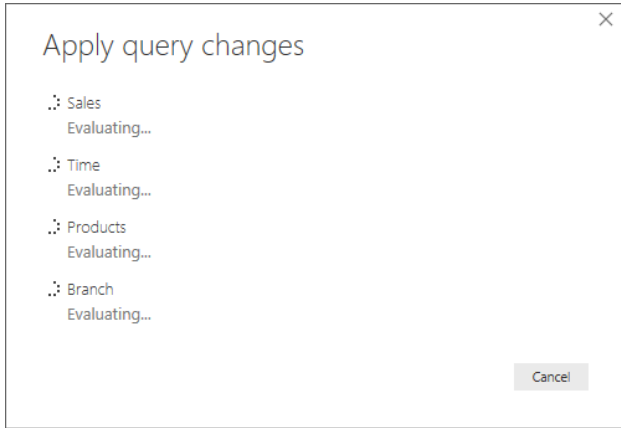 Apply query changes
Sales
Evaluating...
Time
Evaluating...
Products
Evaluating...
Branch
Evaluating...
Cancel